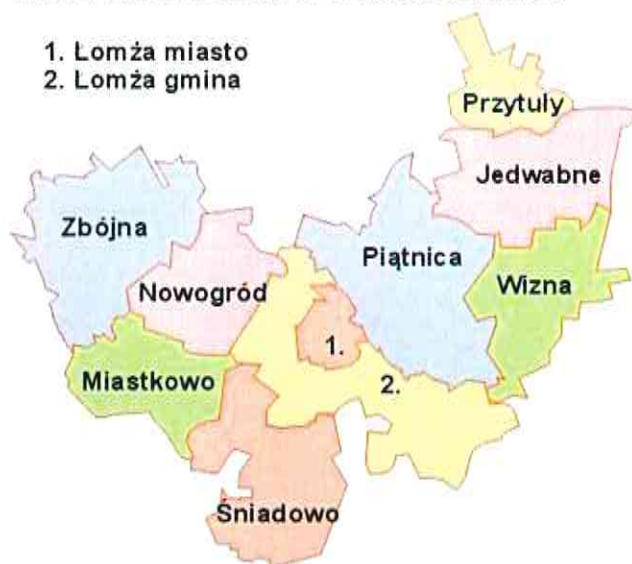 1. Łomża miasto
2. Łomża gmina
Przytuły
Jedwabne
Zbójna
Piątnica
Wizna
Nowogród
1.
Miastkowo
2.
Śniadowo